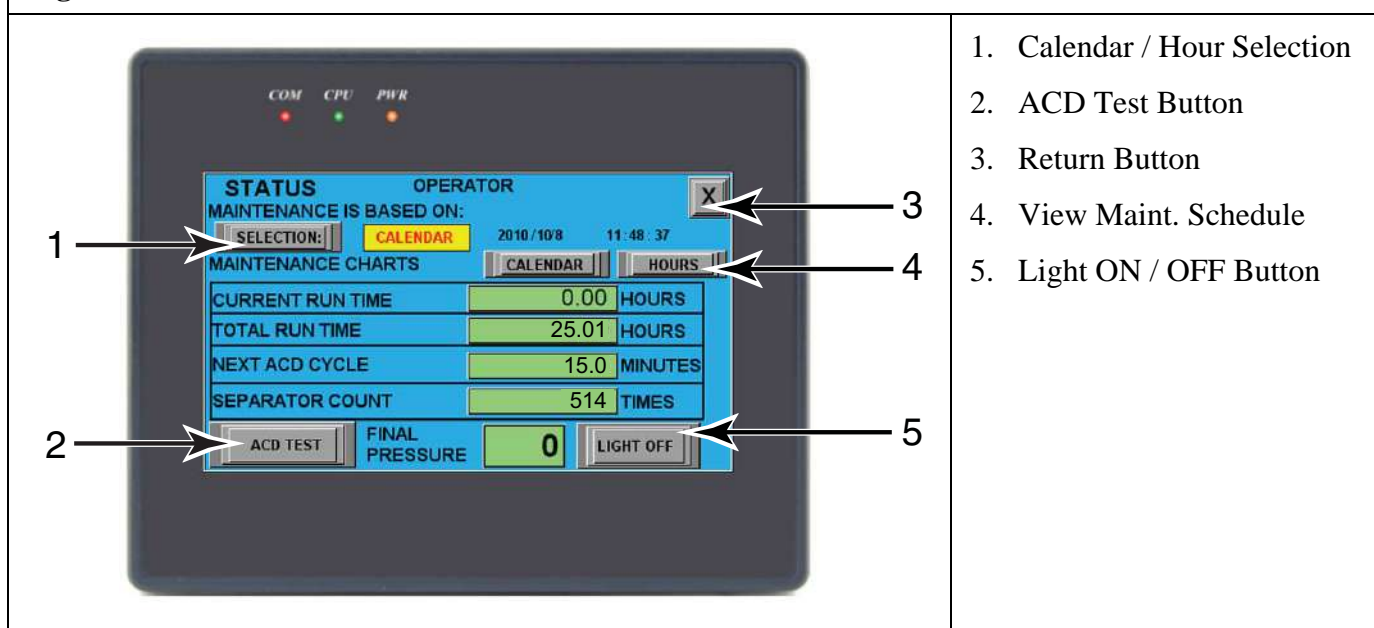 COM CPU PWR
STATUS OPERATOR X
MAINTENANCE IS BASED ON:
SELECTION: CALENDAR 2010/10/8 11:48:37
MAINTENANCE CHARTS CALENDAR HOURS
CURRENT RUN TIME 0.00 HOURS
TOTAL RUN TIME 25.01 HOURS
NEXT ACD CYCLE 15.0 MINUTES
SEPARATOR COUNT 514 TIMES
ACD TEST FINAL PRESSURE 0 LIGHT OFF
1
2
3
4
5
1. Calendar / Hour Selection
2. ACD Test Button
3. Return Button
4. View Maint. Schedule
5. Light ON / OFF Button